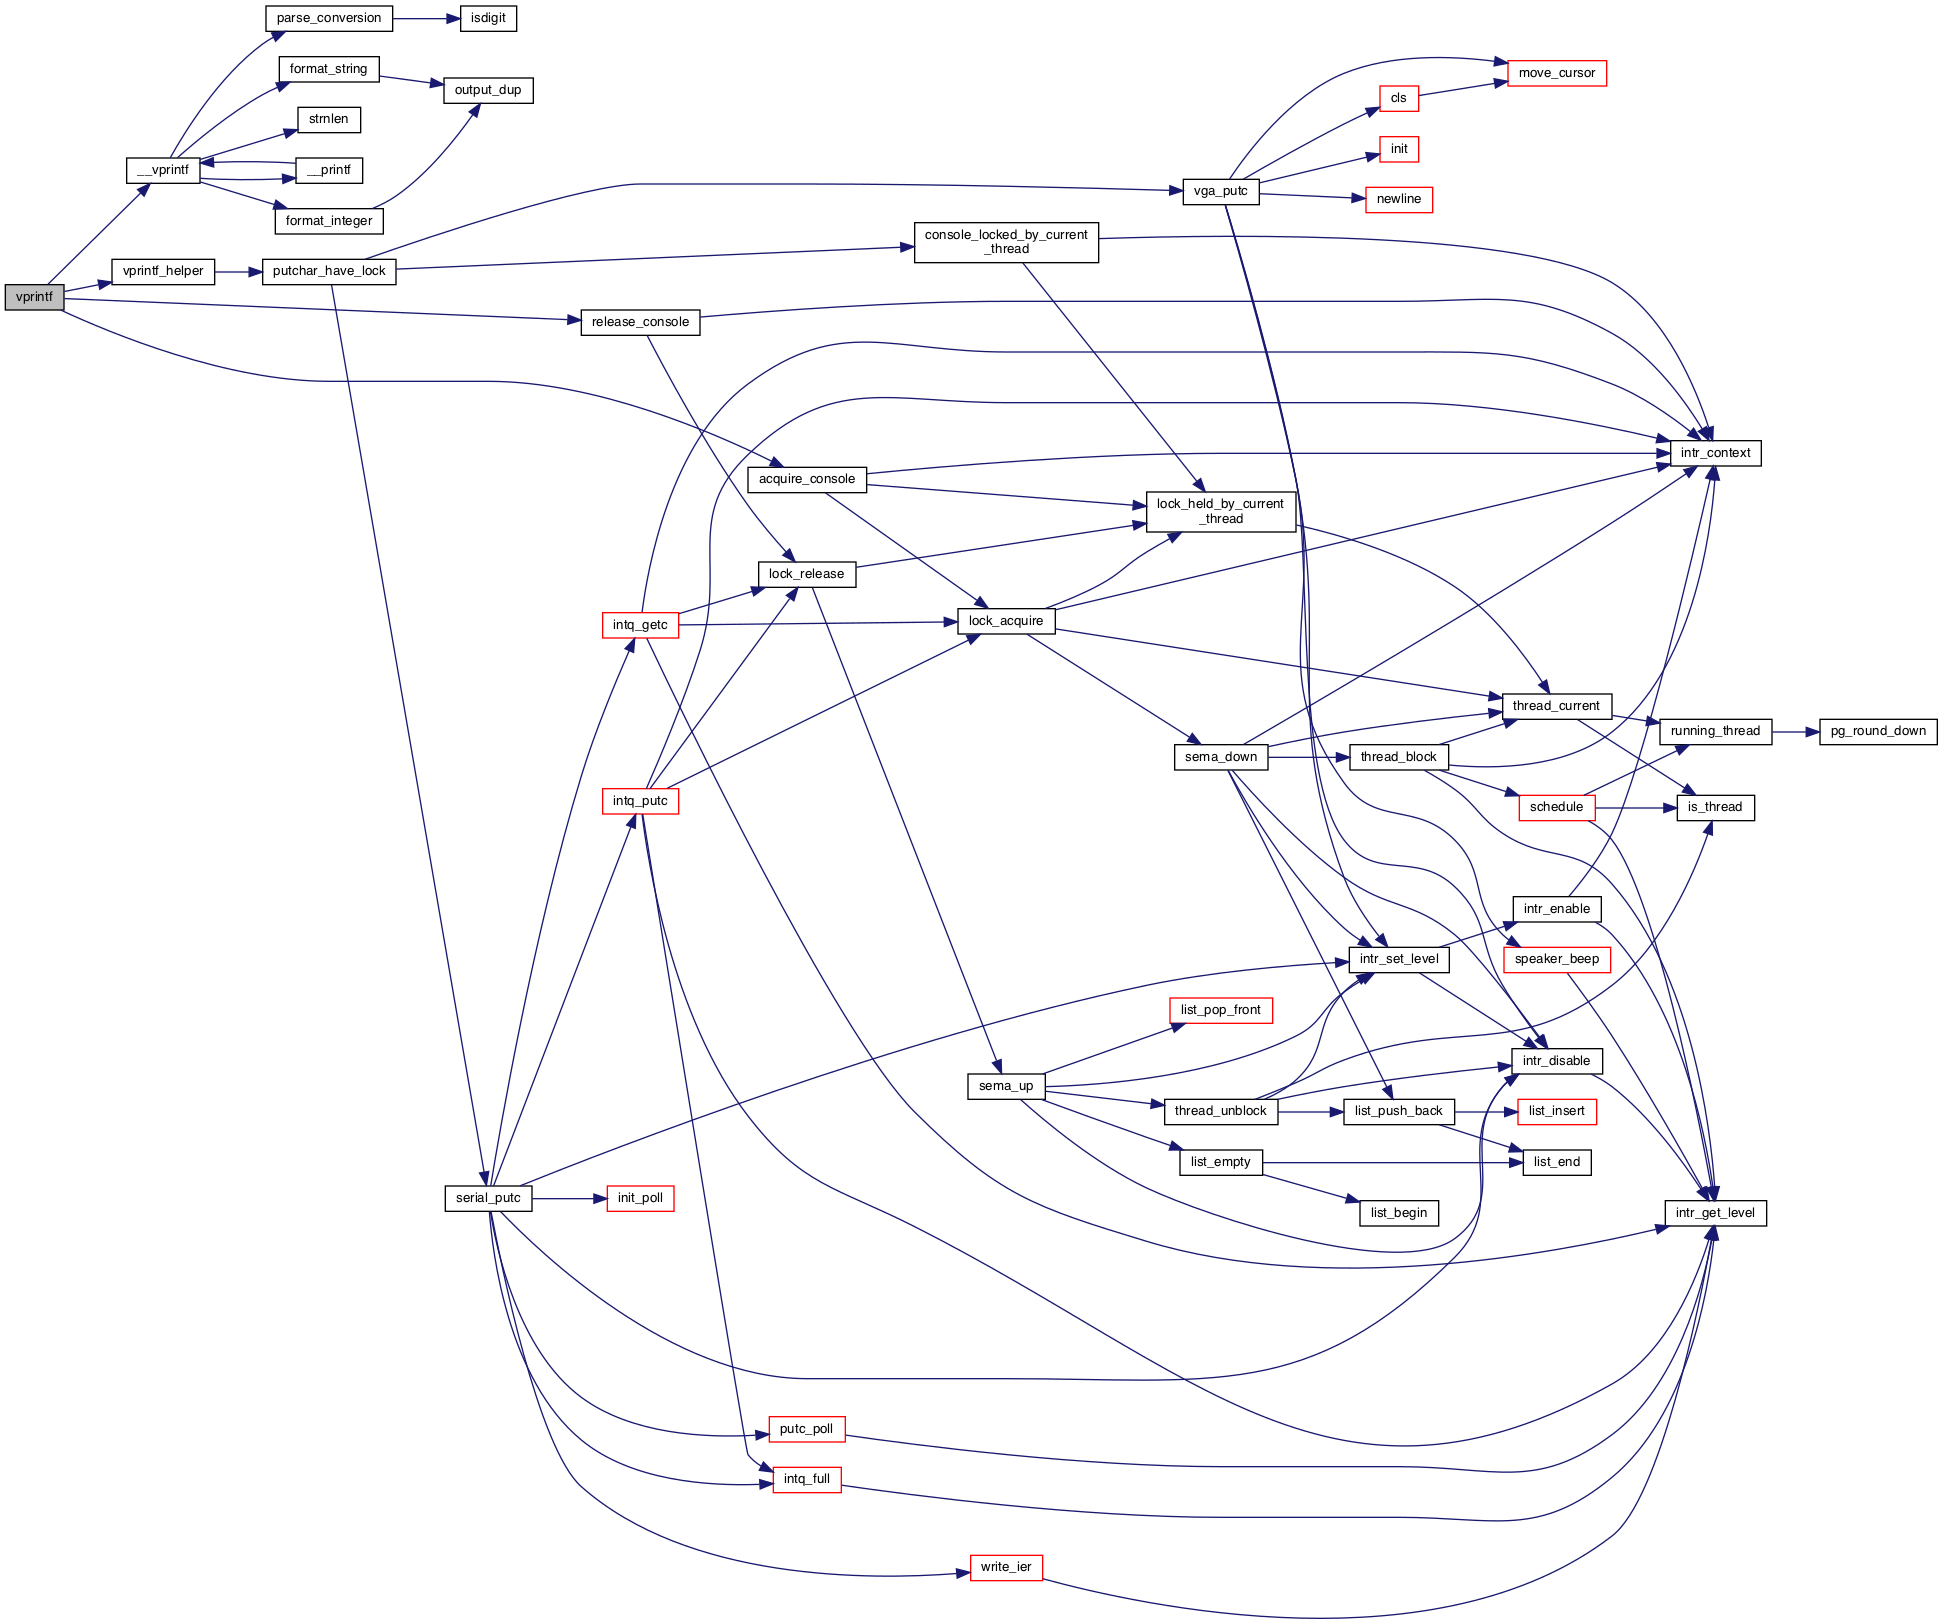 parse_conversion
isdigit
format_string
output_dup
strnlen
__vprintf
__printf
format_integer
vprintf
vprintf_helper
putchar_have_lock
release_console
move_cursor
cls
init
vga_putc
newline
console_locked_by_current
_thread
acquire_console
intr_context
lock_held_by_current
_thread
lock_release
intq_getc
lock_acquire
thread_current
running_thread
pg_round_down
sema_down
thread_block
intq_putc
schedule
is_thread
intr_enable
intr_set_level
speaker_beep
list_pop_front
intr_disable
sema_up
thread_unblock
list_push_back
list_insert
list_empty
list_end
serial_putc
init_poll
list_begin
intr_get_level
putc_poll
intq_full
write_ier